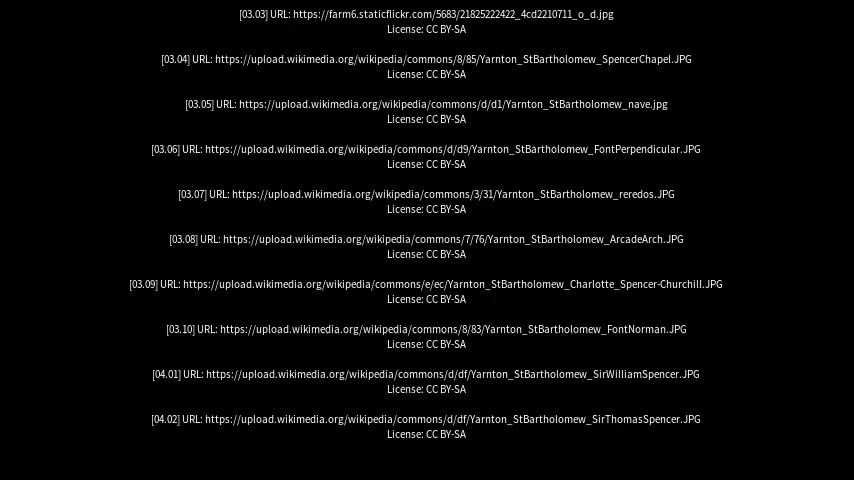 [03.03] URL: https://farm6.staticflickr.com/5683/21825222422_4cd2210711_o_d.jpg
License: CC BY-SA
[03.04] URL: https://upload.wikimedia.org/wikipedia/commons/8/85/Yarnton_StBartholomew_SpencerChapel.JPG
License: CC BY-SA
[03.05] URL: https://upload.wikimedia.org/wikipedia/commons/d/d1/Yarnton_StBartholomew_nave.jpg
License: CC BY-SA
[03.06] URL: https://upload.wikimedia.org/wikipedia/commons/d/d9/Yarnton_StBartholomew_FontPerpendicular.JPG
License: CC BY-SA
[03.07] URL: https://upload.wikimedia.org/wikipedia/commons/3/31/Yarnton_StBartholomew_reredos.JPG
License: CC BY-SA
[03.08] URL: https://upload.wikimedia.org/wikipedia/commons/7/76/Yarnton_StBartholomew_ArcadeArch.JPG
License: CC BY-SA
[03.09] URL: https://upload.wikimedia.org/wikipedia/commons/e/ec/Yarnton_StBartholomew_Charlotte_Spencer-Churchill.JPG
License: CC BY-SA
[03.10] URL: https://upload.wikimedia.org/wikipedia/commons/8/83/Yarnton_StBartholomew_FontNorman.JPG
License: CC BY-SA
[04.01] URL: https://upload.wikimedia.org/wikipedia/commons/d/df/Yarnton_StBartholomew_SirWilliamSpencer.JPG
License: CC BY-SA
[04.02] URL: https://upload.wikimedia.org/wikipedia/commons/d/df/Yarnton_StBartholomew_SirThomasSpencer.JPG
License: CC BY-SA